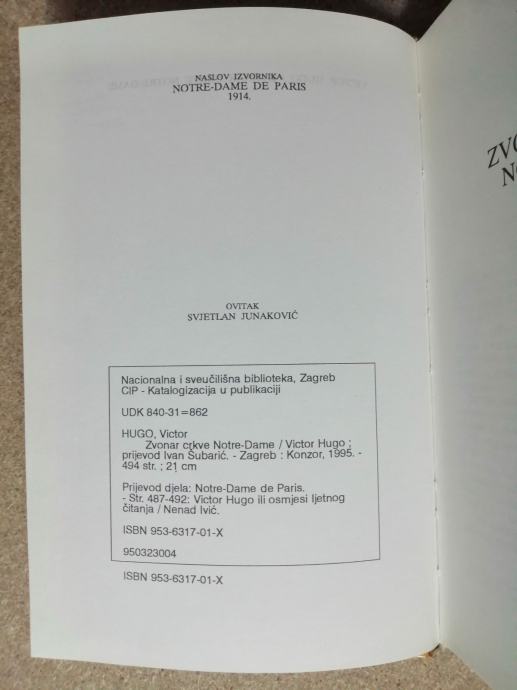 NASLOV IZVORNIKA
NOTRE-DAME DE PARIS
1914.
OVITAK
SVJETLAN JUNAKOVIĆ
Nacionalna i sveučilišna biblioteka, Zagreb
CIP - Katalogizacija u publikaciji
UDK 840-31=862
HUGO, Victor
Zvonar crkve Notre-Dame / Victor Hugo ;
prijevod Ivan Šubarić. - Zagreb : Konzor, 1995. -
494 str. ; 21 cm
Prijevod djela: Notre-Dame de Paris.
- Str. 487-492: Victor Hugo ili osmjesi ljetnog
čitanja / Nenad Ivić.
ISBN 953-6317-01-X
950323004
ISBN 953-6317-01-X